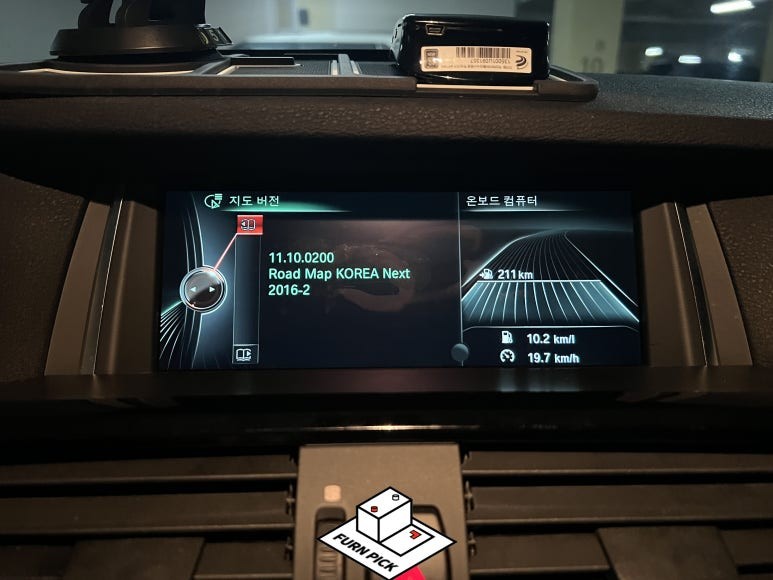 지도 버전
온보드 컴퓨터
11.10.0200
Road Map KOREA Next
2016-2
211 km
10.2 km/l
19.7 km/h
FURN PICK